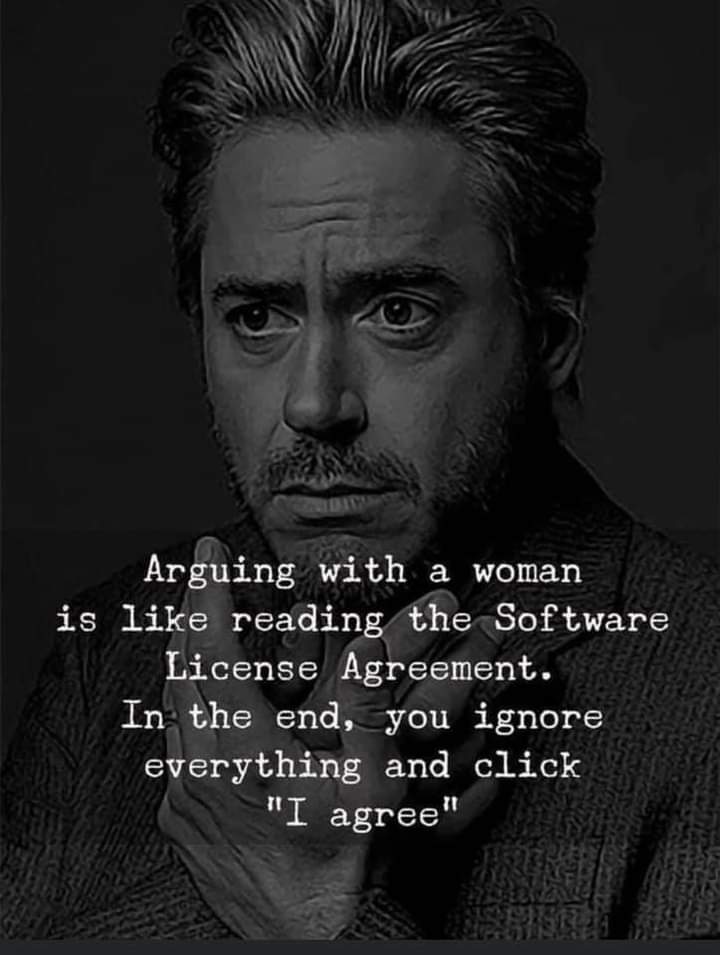 Arguing with a woman
is like reading the Software
License Agreement.
In the end, you ignore
everything and click
"I agree"